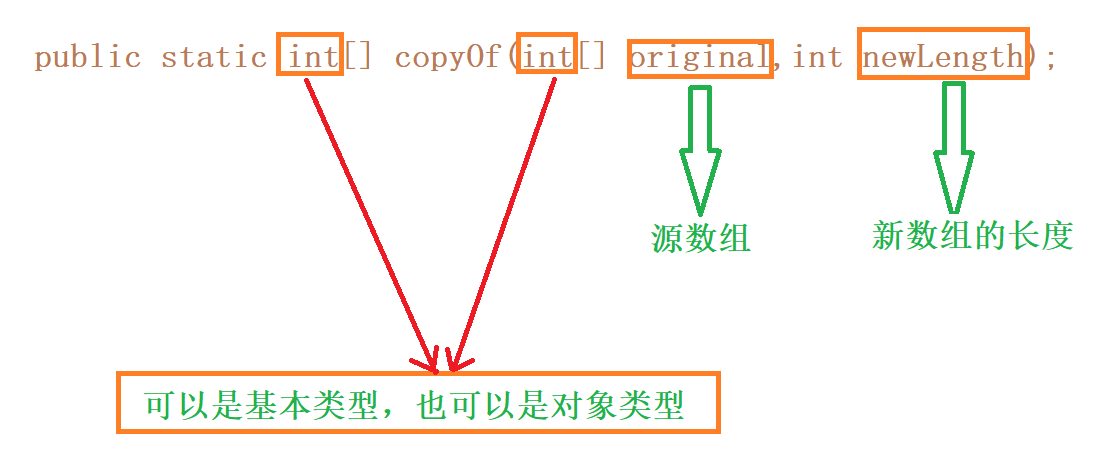 public static int[] copyOf(int[] original,int newLength);
源数组
新数组的长度
可以是基本类型，也可以是对象类型